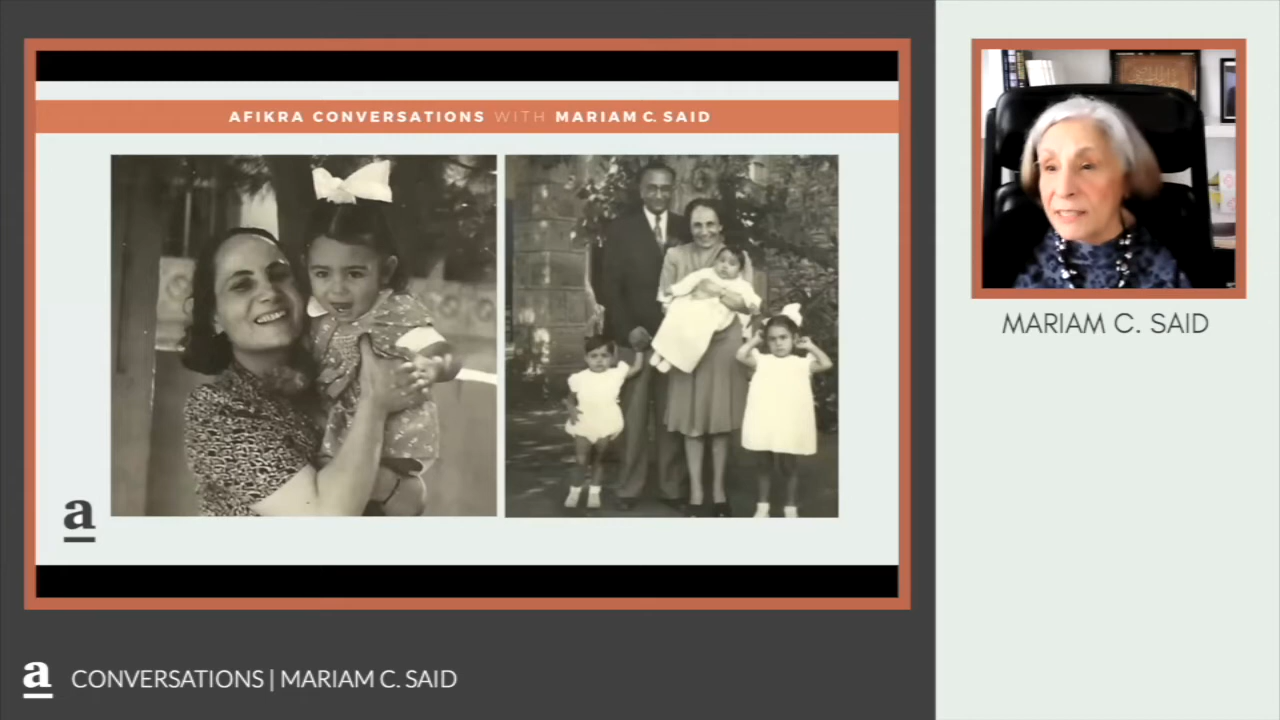 AFIKRA CONVERSATIONS WITH MARIAM C. SAID
a
MARIAM C. SAID
a CONVERSATIONS | MARIAM C. SAID